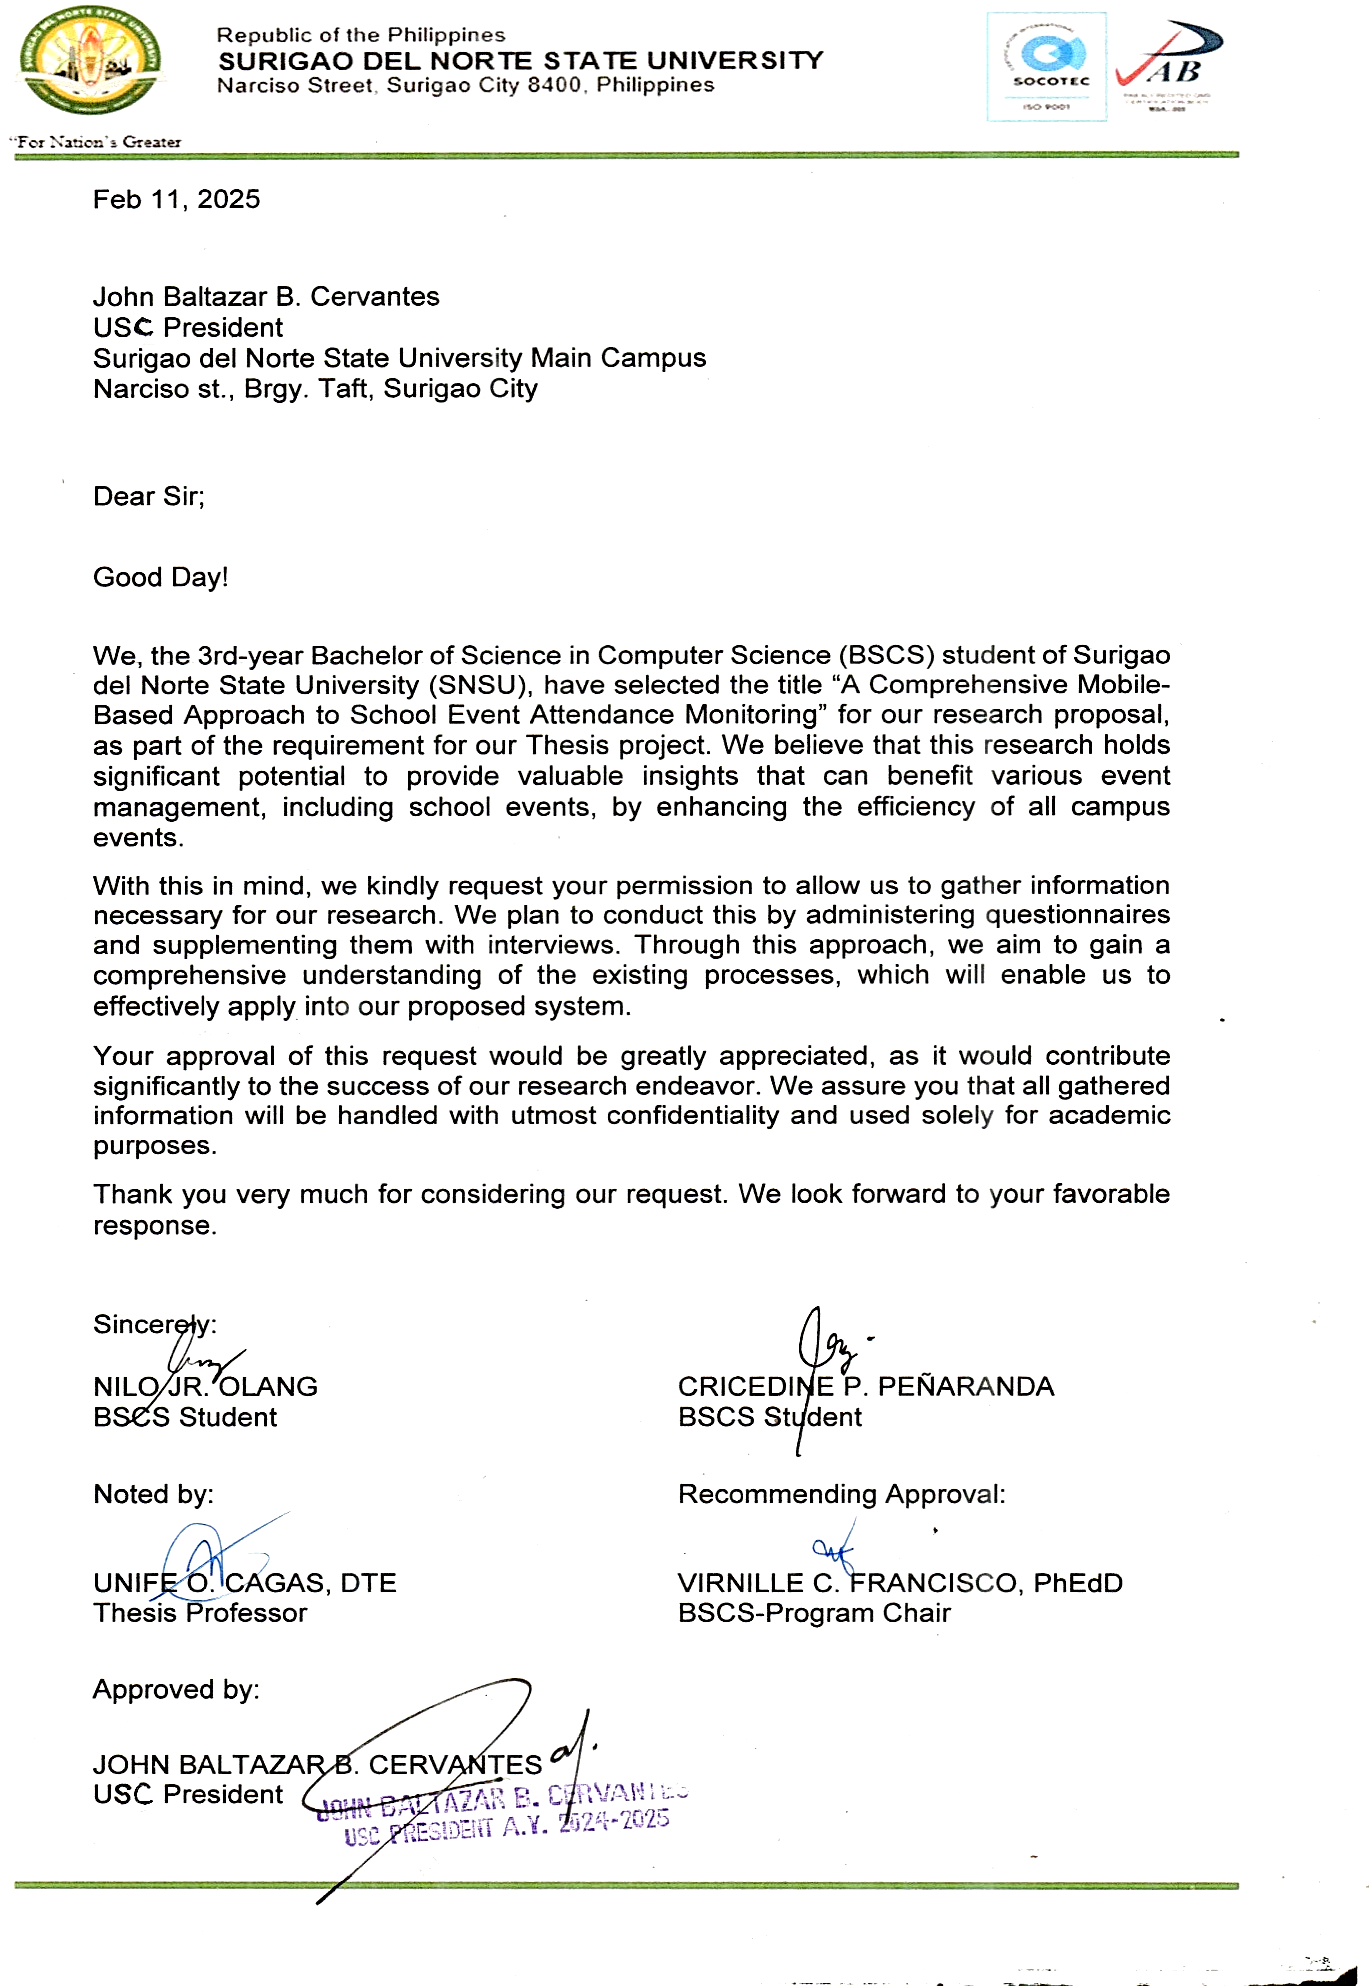 Republic of the Philippines
SURIGAO DEL NORTE STATE UNIVERSITY
Narciso Street, Surigao City 8400, Philippines
SURIGAO DEL NORTE STATE UNIVERSITY
"For Nation's Greater
SOCOTEC
ISO 9001
PAB
Feb 11, 2025
John Baltazar B. Cervantes
USC President
Surigao del Norte State University Main Campus
Narciso st., Brgy. Taft, Surigao City
Dear Sir;
Good Day!
We, the 3rd-year Bachelor of Science in Computer Science (BSCS) student of Surigao
del Norte State University (SNSU), have selected the title “A Comprehensive Mobile-
Based Approach to School Event Attendance Monitoring” for our research proposal,
as part of the requirement for our Thesis project. We believe that this research holds
significant potential to provide valuable insights that can benefit various event
management, including school events, by enhancing the efficiency of all campus
events.
With this in mind, we kindly request your permission to allow us to gather information
necessary for our research. We plan to conduct this by administering questionnaires
and supplementing them with interviews. Through this approach, we aim to gain a
comprehensive understanding of the existing processes, which will enable us to
effectively apply into our proposed system.
Your approval of this request would be greatly appreciated, as it would contribute
significantly to the success of our research endeavor. We assure you that all gathered
information will be handled with utmost confidentiality and used solely for academic
purposes.
Thank you very much for considering our request. We look forward to your favorable
response.
Sincerely:
NILO JR. OLANG
BSCS Student
CRICEDINE P. PEÑARANDA
BSCS Student
Noted by:
Recommending Approval:
UNIFE O. CAGAS, DTE
Thesis Professor
VIRNILLE C. FRANCISCO, PhEdD
BSCS-Program Chair
Approved by:
JOHN BALTAZAR B. CERVANTES
USC President
JOHN BALTAZAR B. CERVANTES
USC PRESIDENT A.Y. 2024-2025